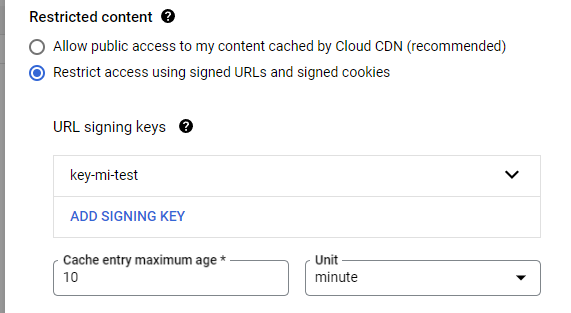 Restricted content ?
Allow public access to my content cached by Cloud CDN (recommended)
Restrict access using signed URLs and signed cookies
URL signing keys ?
key-mi-test
ADD SIGNING KEY
Cache entry maximum age * Unit
10 minute